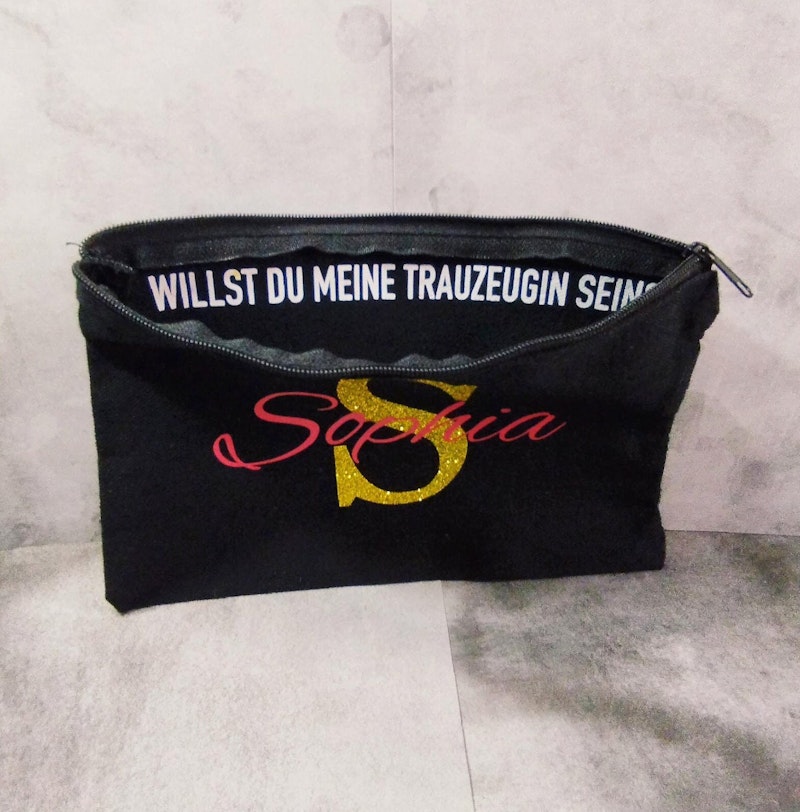 WILLST DU MEINE TRAUZEUGIN SEIN?
S
Sophia